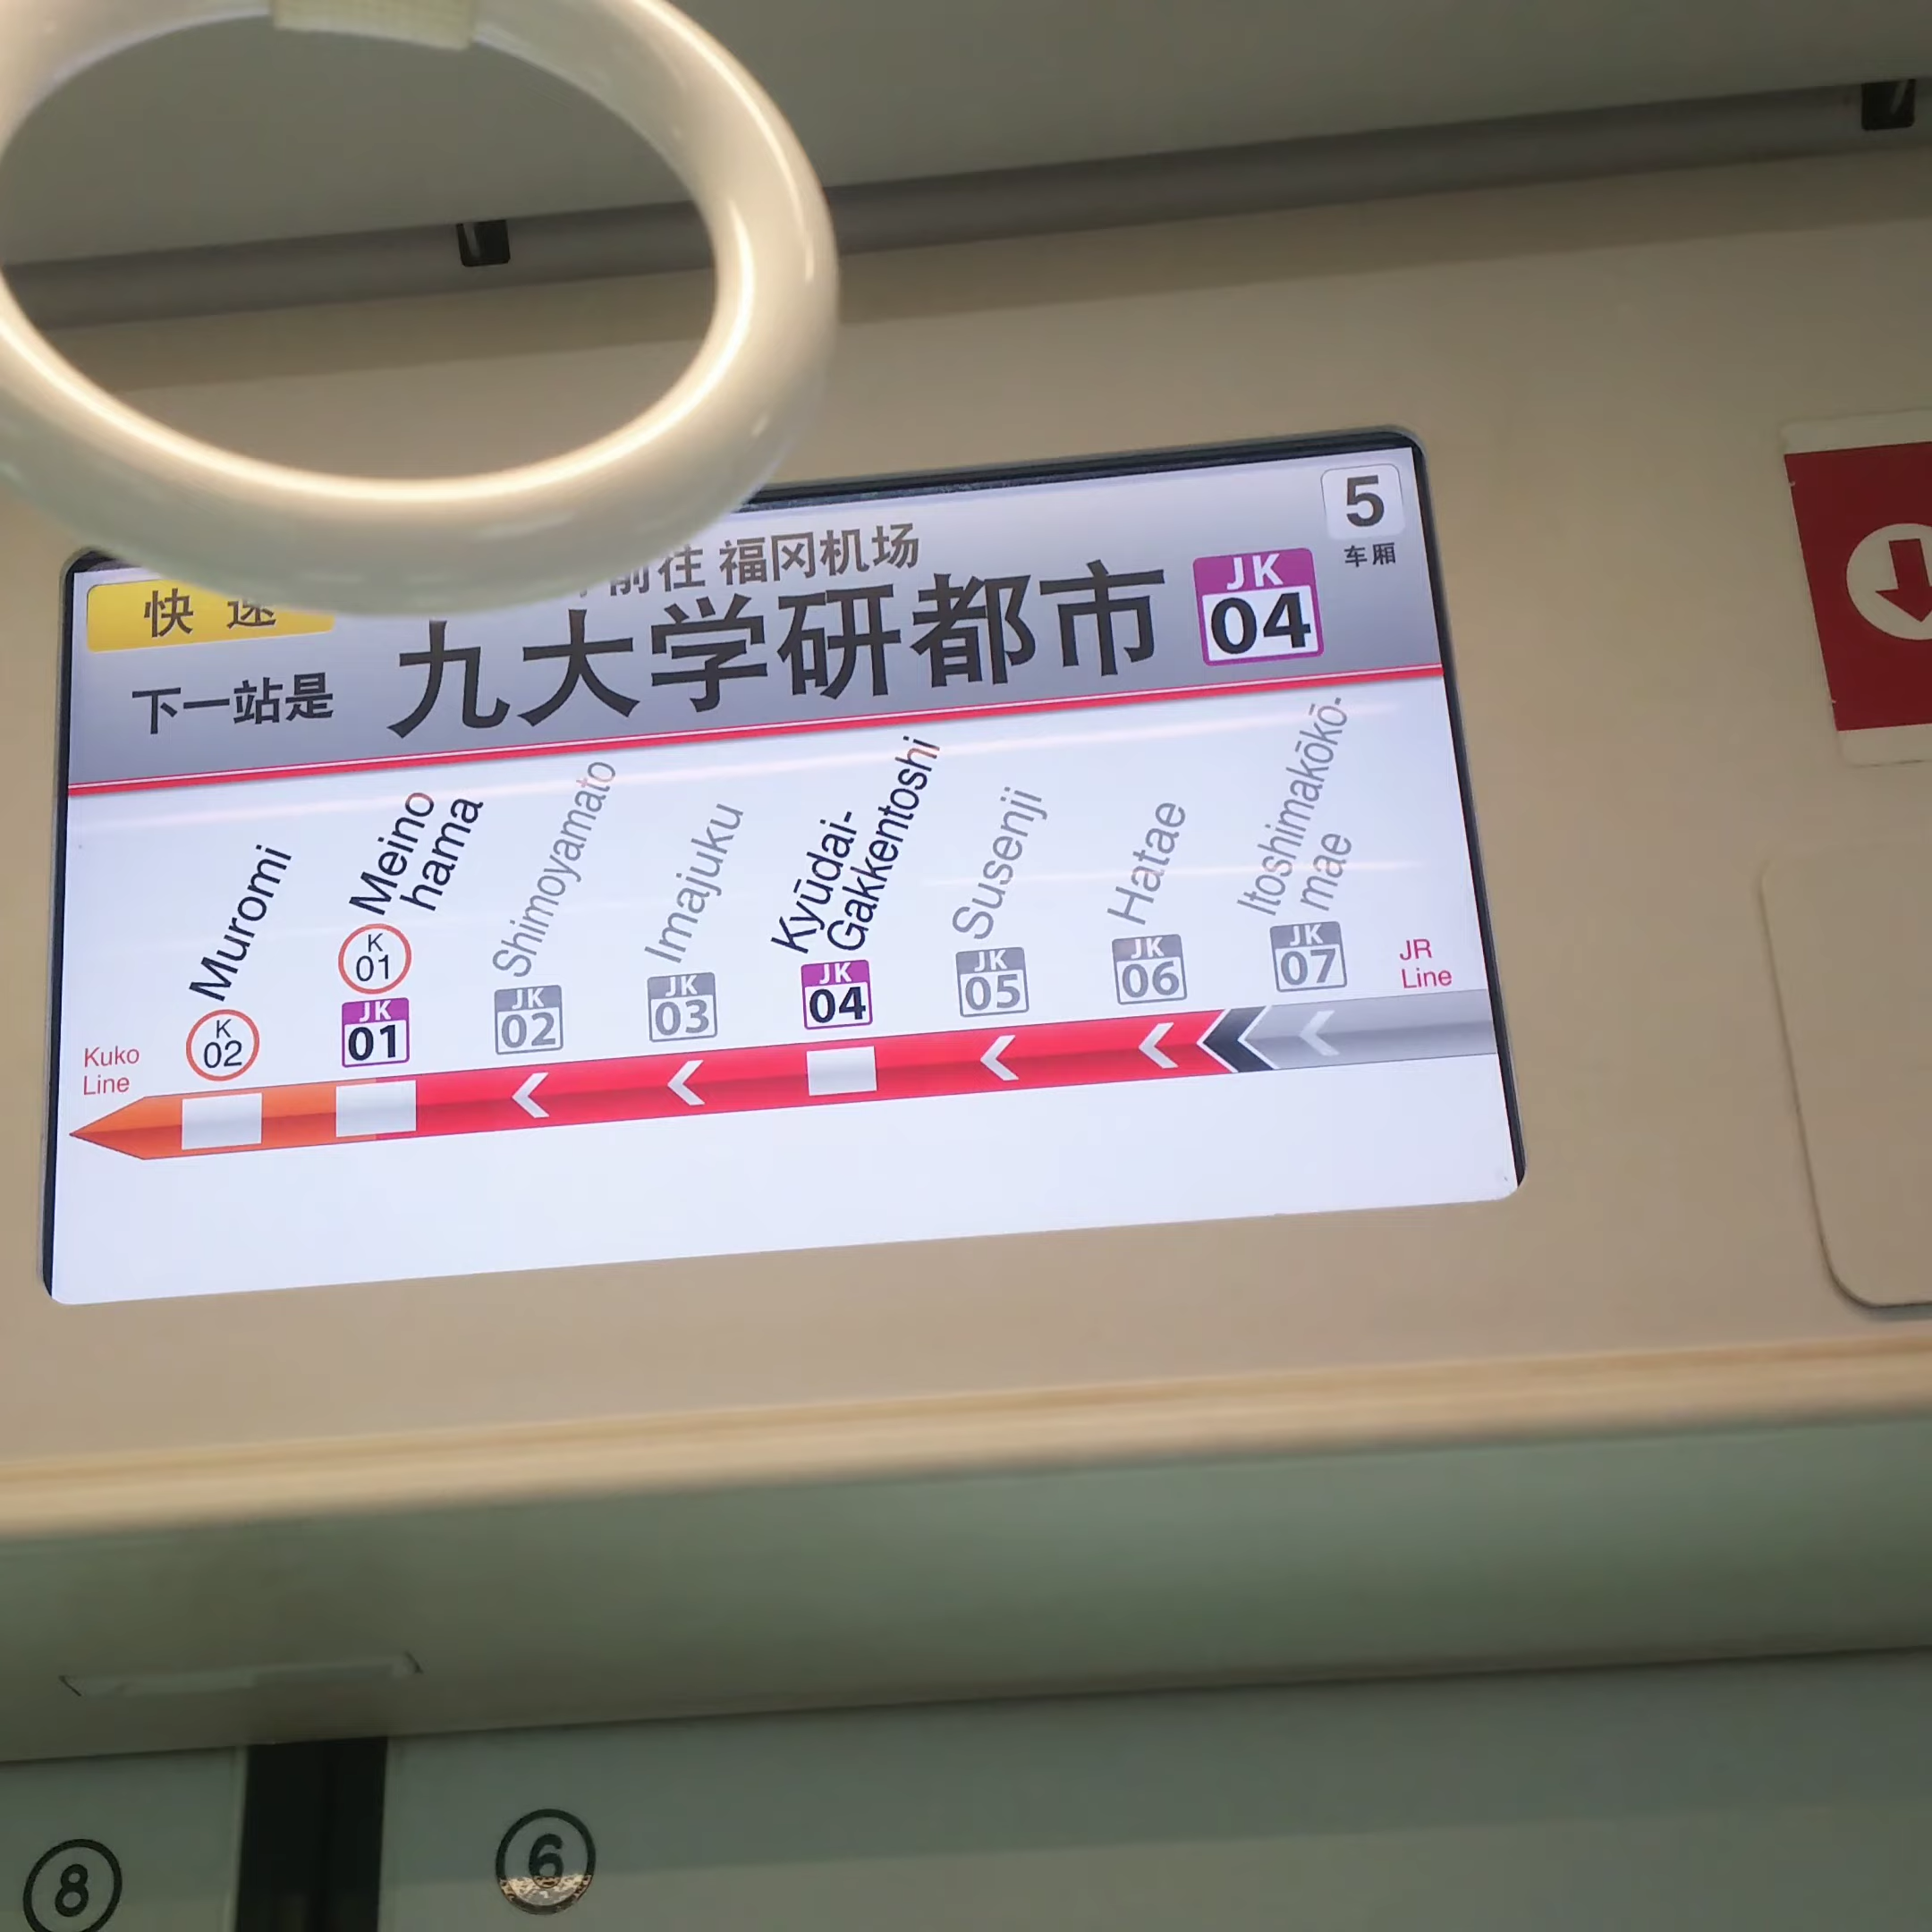 前往 福冈机场
5
车厢
快速
下一站是 九大学研都市 JK 04
Muromi
Meino
hama
Shimoyamato
Imajuku
Kyūdai-
Gakkentoshi
Susenji
Hatae
Itoshimakōkō-
mae
K 02
K 01
JK 01
JK 02
JK 03
JK 04
JK 05
JK 06
JK 07
Kuko
Line
JR
Line
8
6